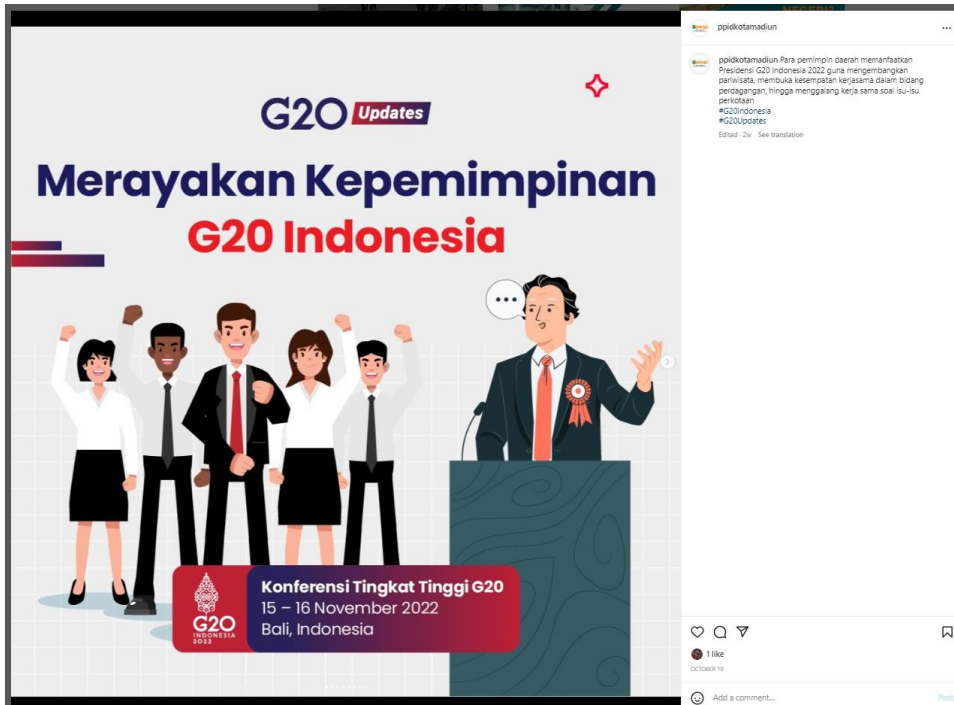 G20 Updates
Merayakan Kepemimpinan
G20 Indonesia
G20
INDONESIA
2022
Konferensi Tingkat Tinggi G20
15 – 16 November 2022
Bali, Indonesia
ppidkotamadiun
ppidkotamadiun Para pemimpin daerah memanfaatkan
Presidensi G20 Indonesia 2022 guna mengembangkan
pariwisata, membuka kesempatan kerjasama dalam bidang
perdagangan, hingga menggalang kerja sama soal isu-isu
perkotaan
#G20Indonesia
#G20Updates
Edited · 2w See translation
1 like
OCTOBER 19
Add a comment...
Post